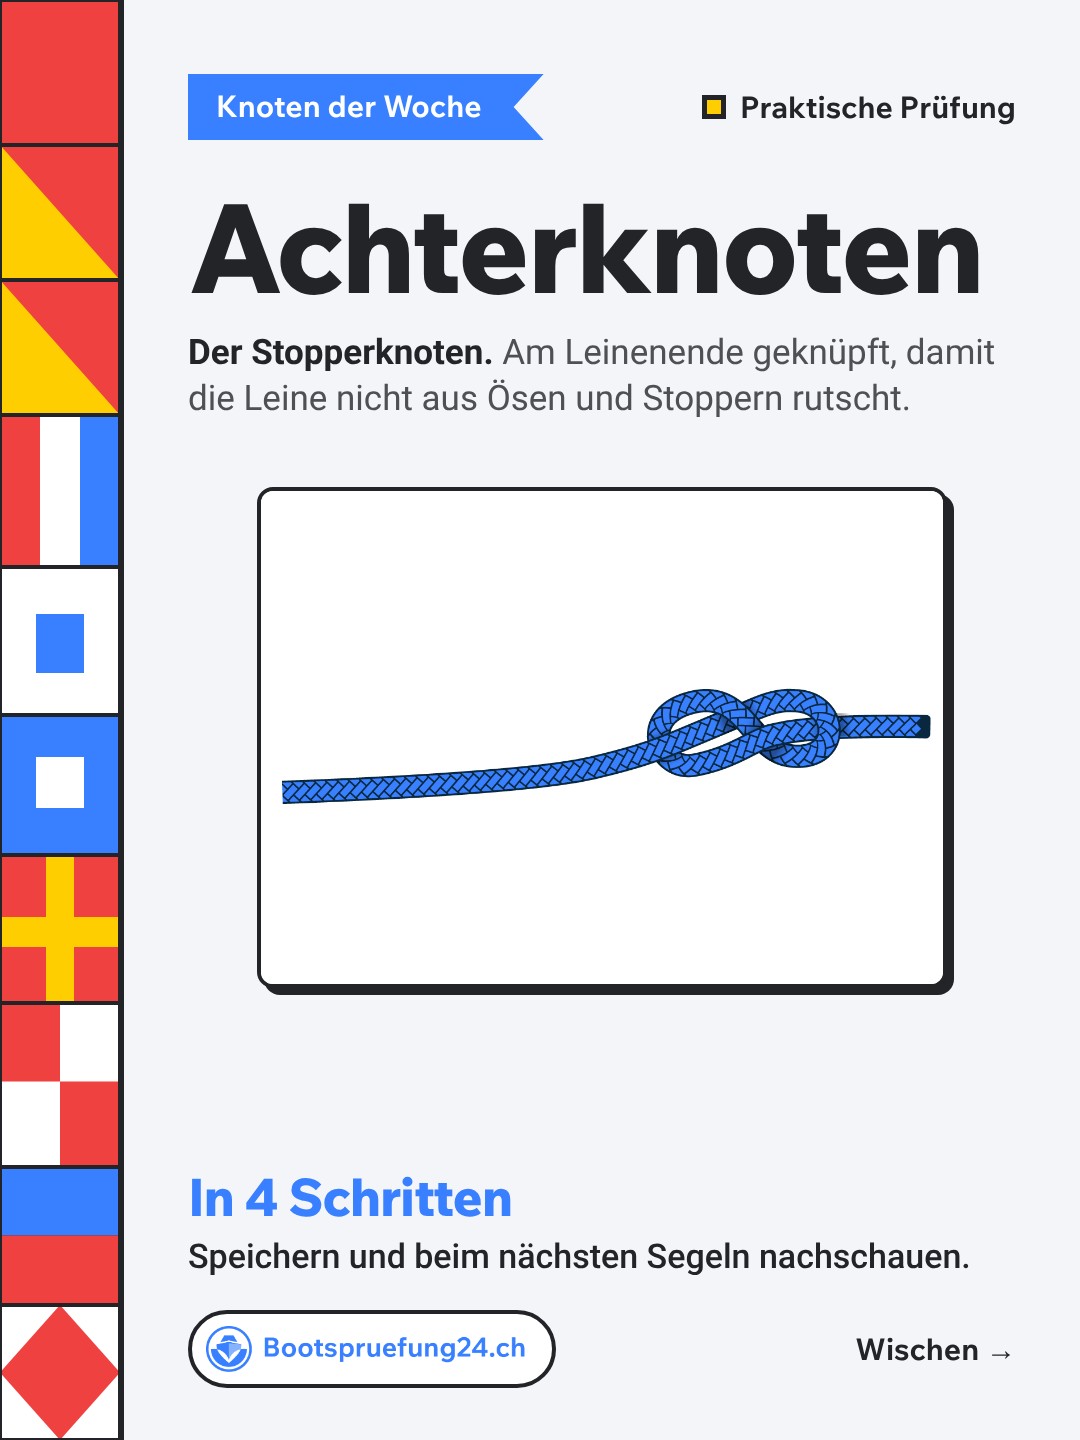 Knoten der Woche
Praktische Prüfung
Achterknoten
Der Stopperknoten. Am Leinenende geknüpft, damit
die Leine nicht aus Ösen und Stoppern rutscht.
In 4 Schritten
Speichern und beim nächsten Segeln nachschauen.
Bootspruefung24.ch
Wischen →